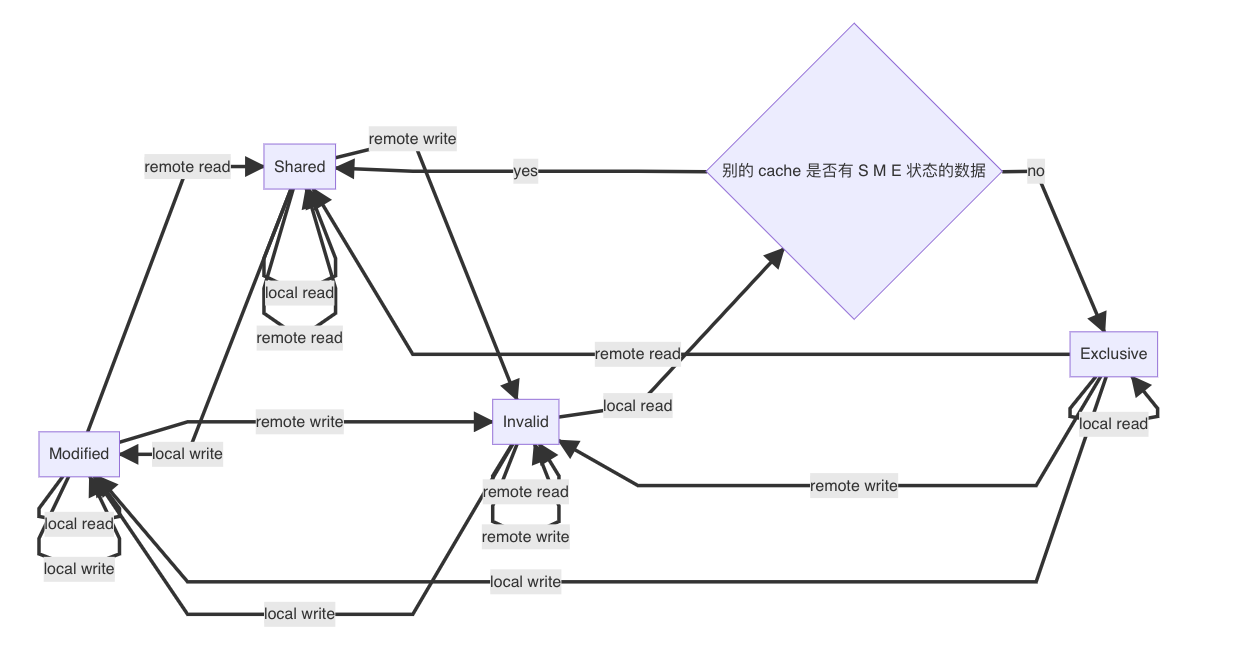 remote write
remote read
Shared
yes
别的 cache 是否有 S M E 状态的数据
no
local read
remote read
remote read
Exclusive
local read
Invalid
remote write
local read
Modified
local write
remote read
remote write
local read
remote write
local write
local write
local write